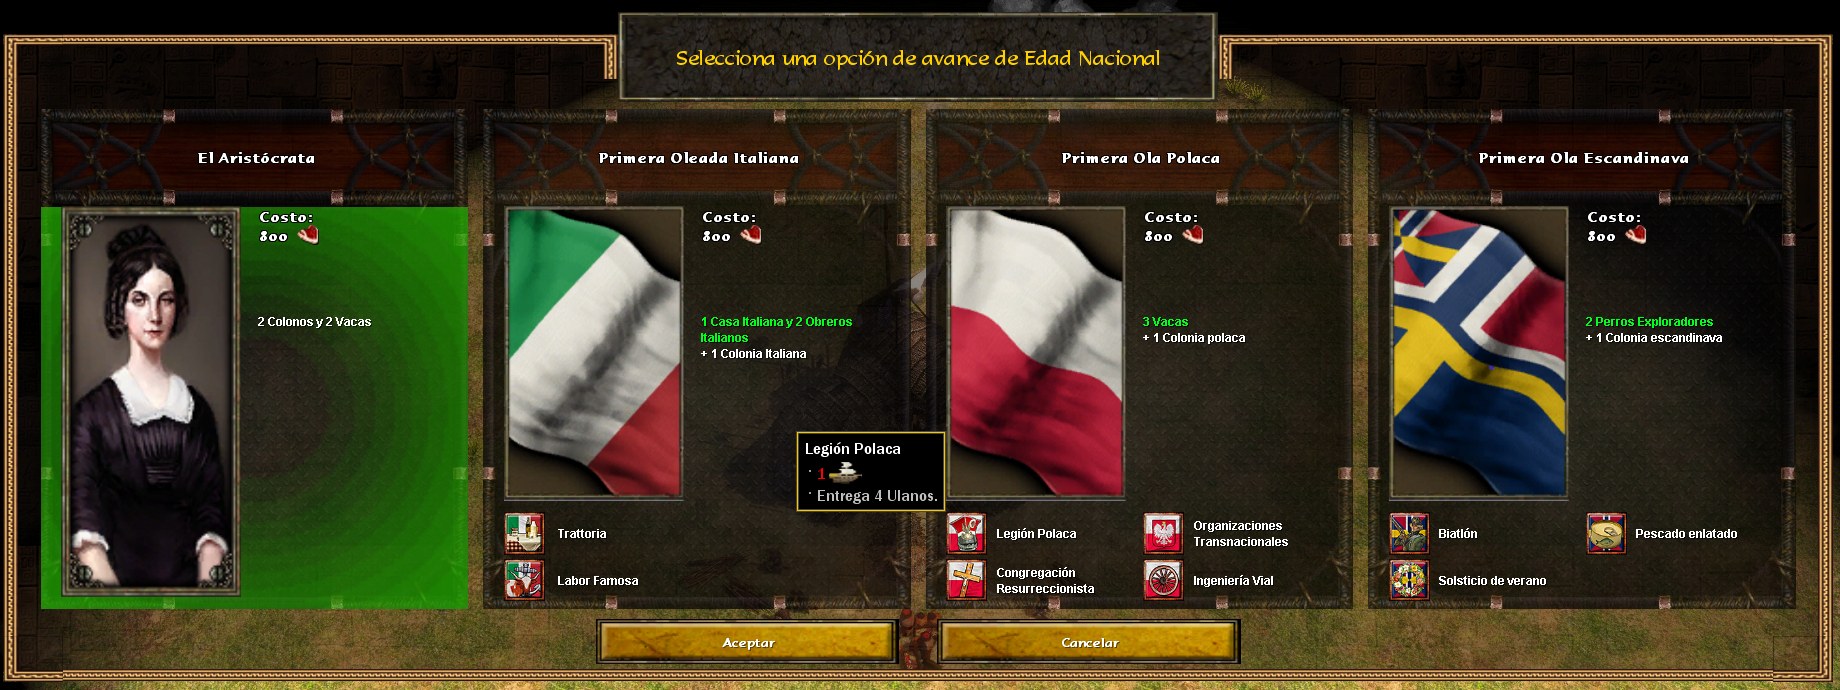 Selecciona una opción de avance de Edad Nacional
El Aristócrata
Costo:
800
2 Colonos y 2 Vacas
Primera Oleada Italiana
Costo:
800
1 Casa Italiana y 2 Obreros
Italianos
+ 1 Colonia Italiana
Trattoria
Labor Famosa
Legión Polaca
· 1
· Entrega 4 Ulanos.
Primera Ola Polaca
Costo:
800
3 Vacas
+ 1 Colonia polaca
Legión Polaca
Organizaciones
Transnacionales
Congregación
Resurreccionista
Ingeniería Vial
Primera Ola Escandinava
Costo:
800
2 Perros Exploradores
+ 1 Colonia escandinava
Biatlón
Pescado enlatado
Solsticio de verano
Aceptar
Cancelar